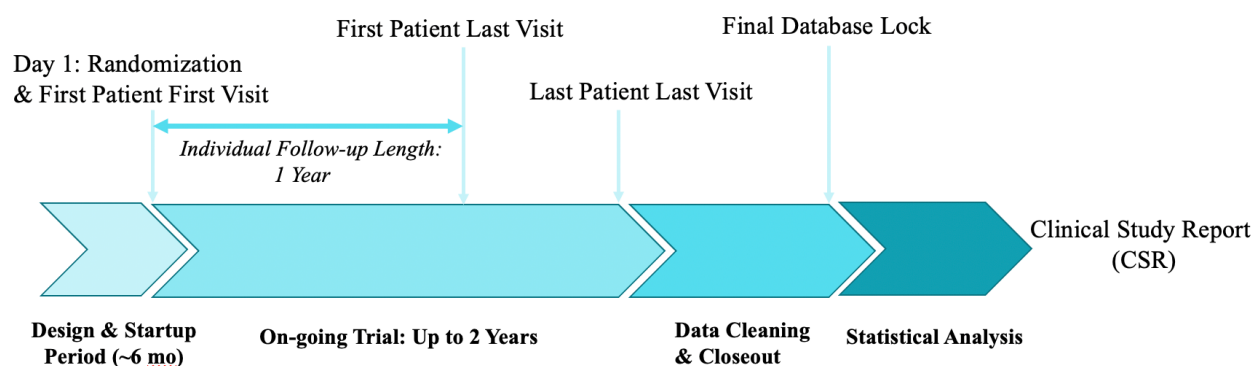 First Patient Last Visit
Final Database Lock
Day 1: Randomization
& First Patient First Visit
Last Patient Last Visit
Individual Follow-up Length:
1 Year
Clinical Study Report
(CSR)
Design & Startup
Period (~6 mo)
On-going Trial: Up to 2 Years
Data Cleaning
& Closeout
Statistical Analysis